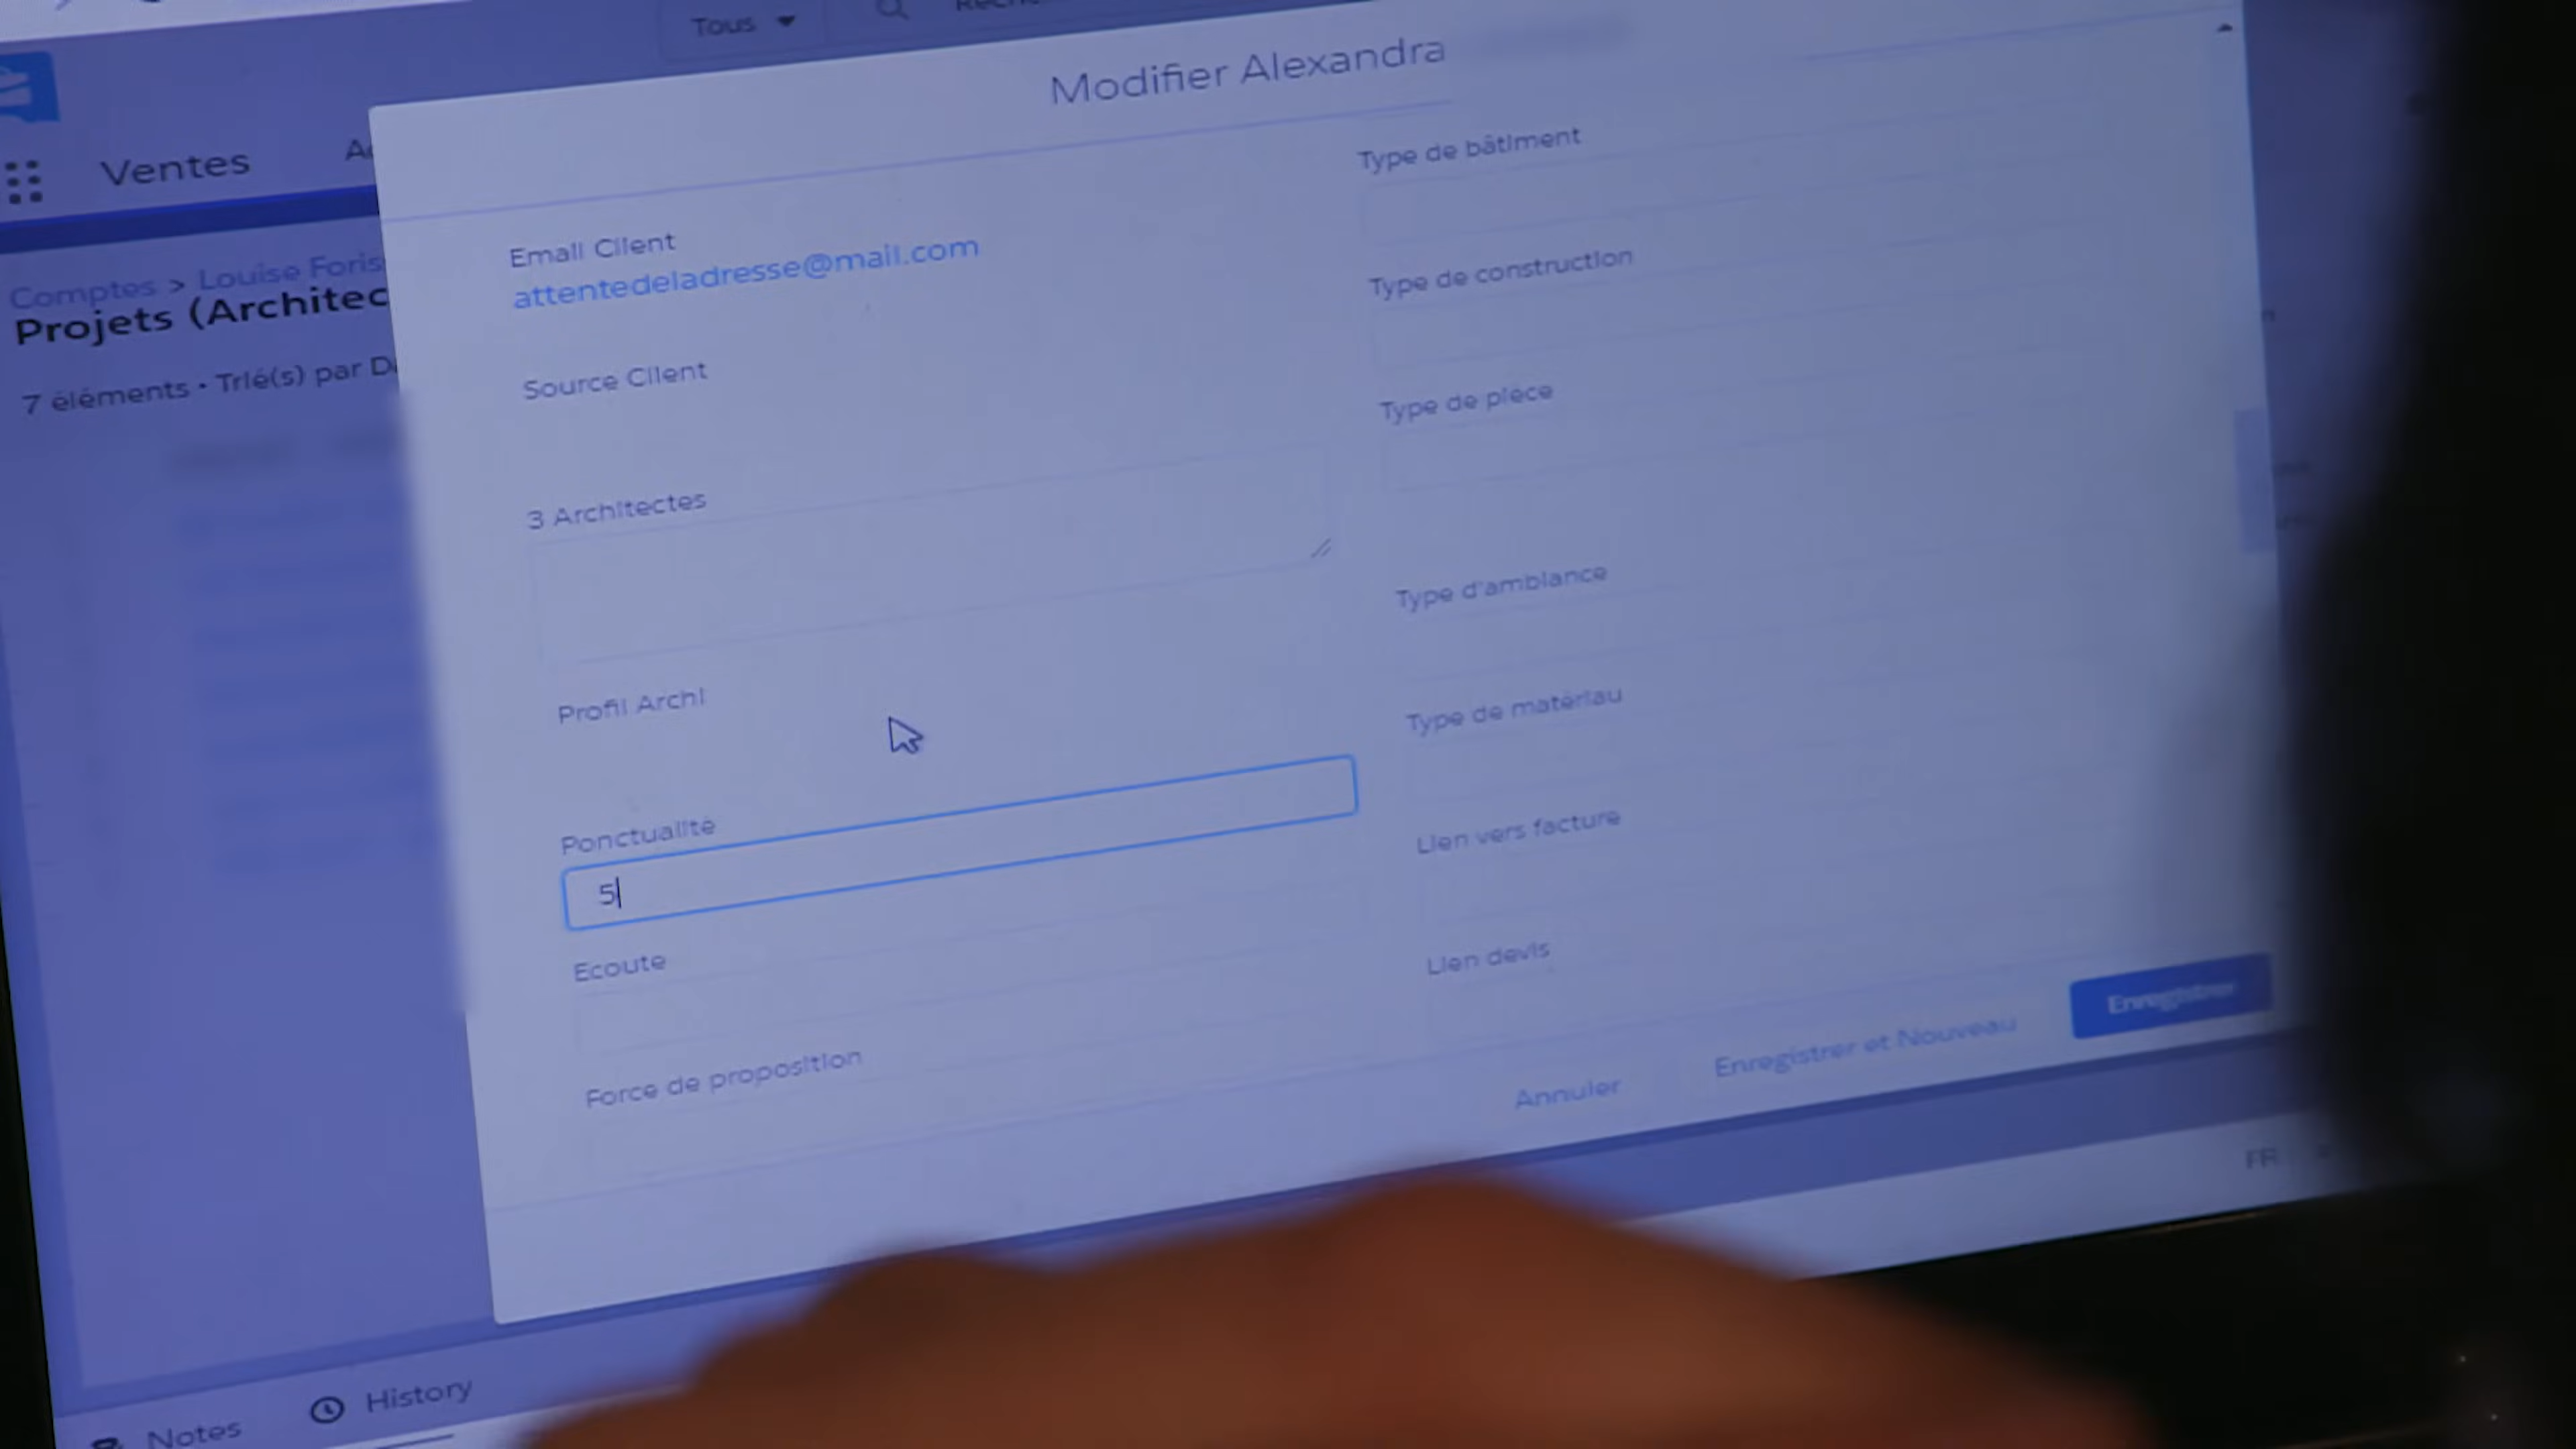 Tous
Ventes
Comptes > Louise Foris
Projets (Architec
7 éléments • Trié(s) par D
Modifier Alexandra
Email Client
attentedeladresse@mail.com
Source Client
3 Architectes
Profil Archi
Ponctualité
5
Ecoute
Force de proposition
Type de bâtiment
Type de construction
Type de pièce
Type d'ambiance
Type de matériau
Lien vers facture
Lien devis
Annuler
Enregistrer et Nouveau
Enregistrer
FR
Notes
History